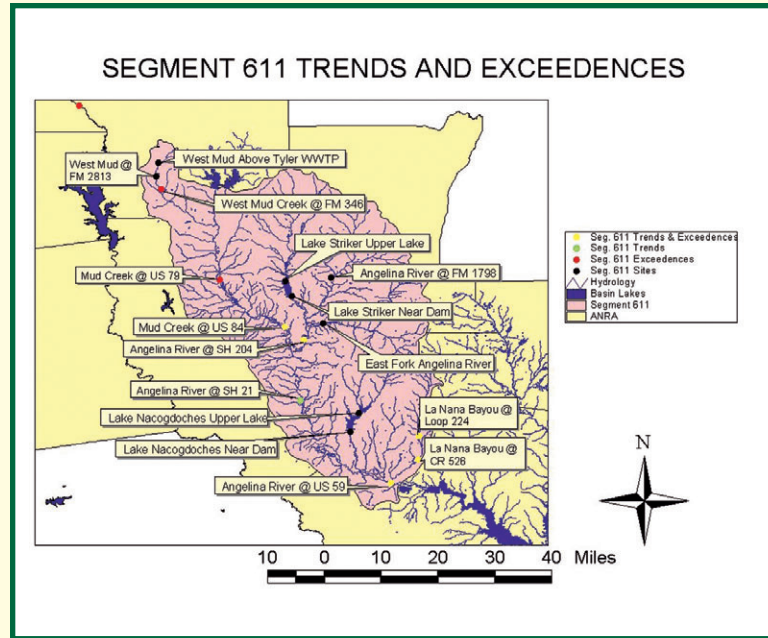 SEGMENT 611 TRENDS AND EXCEEDENCES
West Mud Above Tyler WWTP
West Mud @
FM 2813
West Mud Creek @ FM 346
Lake Striker Upper Lake
Mud Creek @ US 79
Angelina River @ FM 1798
Lake Striker Near Dam
Mud Creek @ US 84
Angelina River @ SH 204
East Fork Angelina River
Angelina River @ SH 21
Lake Nacogdoches Upper Lake
La Nana Bayou @
Loop 224
Lake Nacogdoches Near Dam
La Nana Bayou @
CR 526
Angelina River @ US 59
Seg. 611 Trends & Exceedences
Seg. 611 Trends
Seg. 611 Exceedences
Seg. 611 Sites
Hydrology
Basin Lakes
Segment 611
ANRA
N
10 0 10 20 30 40 Miles